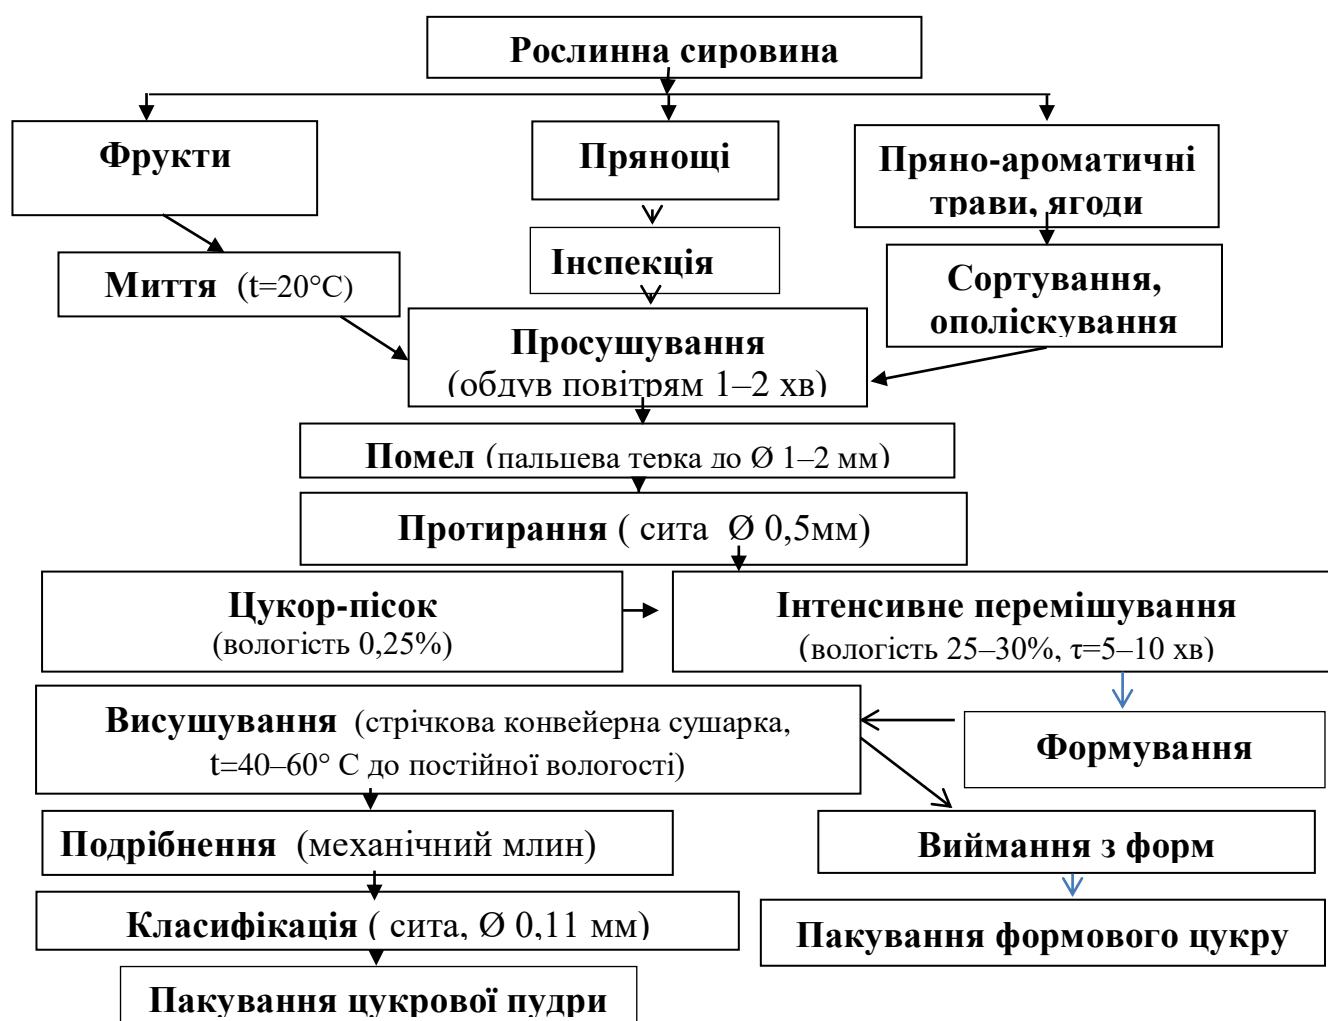 Рослинна сировина
Фрукти
Прянощі
Пряно-ароматичні
трави, ягоди
Миття (t=20°С)
Інспекція
Сортування,
ополіскування
Просушування
(обдув повітрям 1–2 хв)
Помел (пальцева терка до Ø 1–2 мм)
Протирання ( сита Ø 0,5мм)
Цукор-пісок
(вологість 0,25%)
Інтенсивне перемішування
(вологість 25–30%, τ=5–10 хв)
Висушування (стрічкова конвейерна сушарка,
t=40–60° С до постійної вологості)
Формування
Подрібнення (механічний млин)
Виймання з форм
Класифікація ( сита, Ø 0,11 мм)
Пакування формового цукру
Пакування цукрової пудри